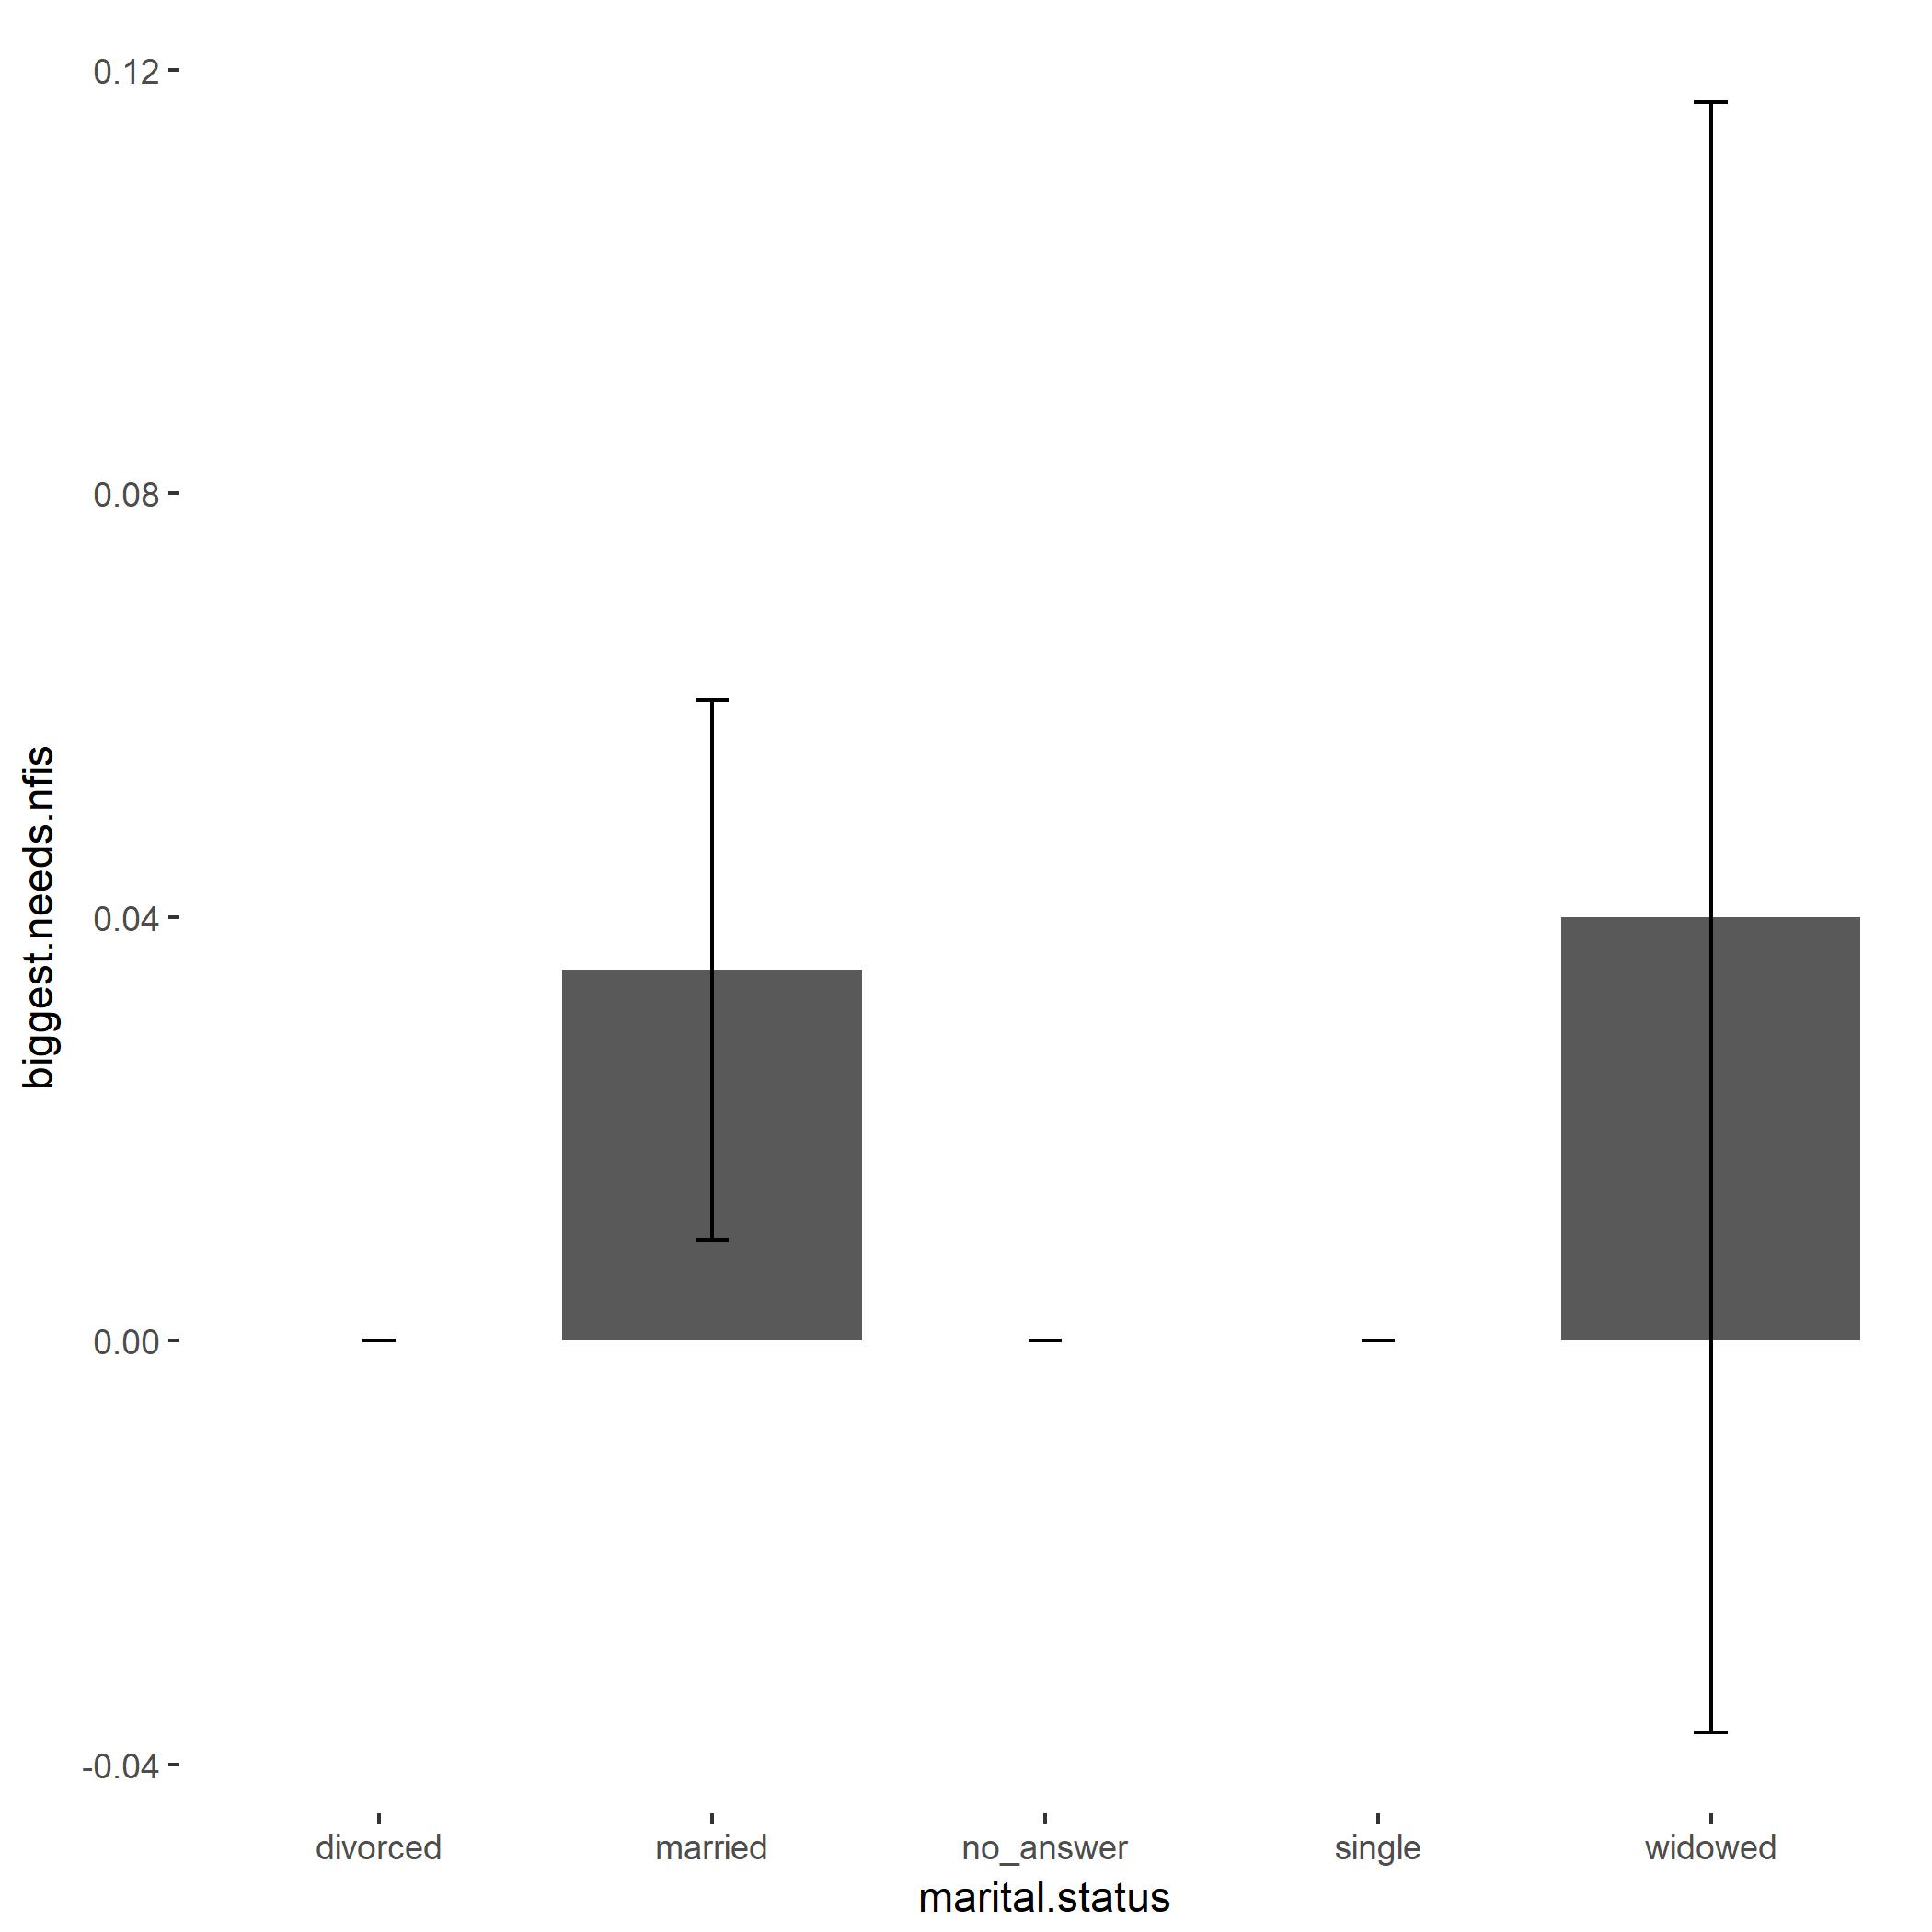 0.12
0.08
0.04
0.00
-0.04
biggest.needs.nfis
divorced married no_answer single widowed
marital.status